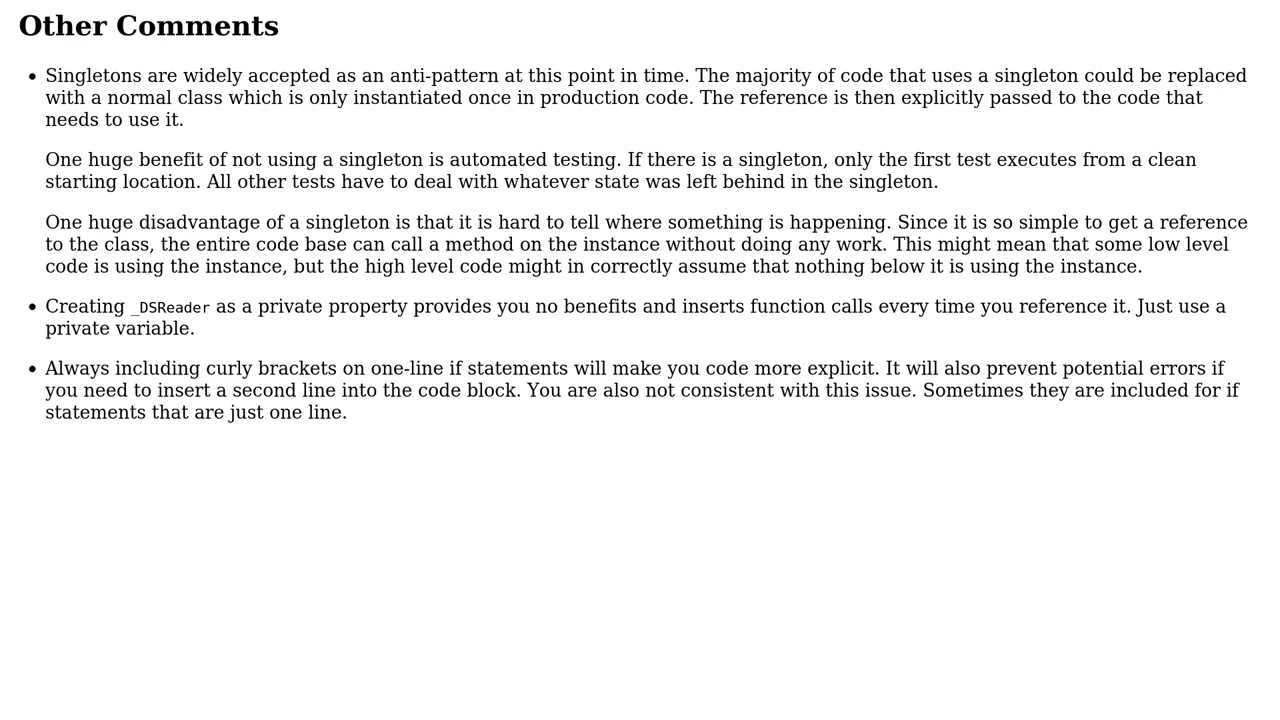 Other Comments
Singletons are widely accepted as an anti-pattern at this point in time. The majority of code that uses a singleton could be replaced
with a normal class which is only instantiated once in production code. The reference is then explicitly passed to the code that
needs to use it.
One huge benefit of not using a singleton is automated testing. If there is a singleton, only the first test executes from a clean
starting location. All other tests have to deal with whatever state was left behind in the singleton.
One huge disadvantage of a singleton is that it is hard to tell where something is happening. Since it is so simple to get a reference
to the class, the entire code base can call a method on the instance without doing any work. This might mean that some low level
code is using the instance, but the high level code might in correctly assume that nothing below it is using the instance.
Creating _DSReader as a private property provides you no benefits and inserts function calls every time you reference it. Just use a
private variable.
Always including curly brackets on one-line if statements will make you code more explicit. It will also prevent potential errors if
you need to insert a second line into the code block. You are also not consistent with this issue. Sometimes they are included for if
statements that are just one line.